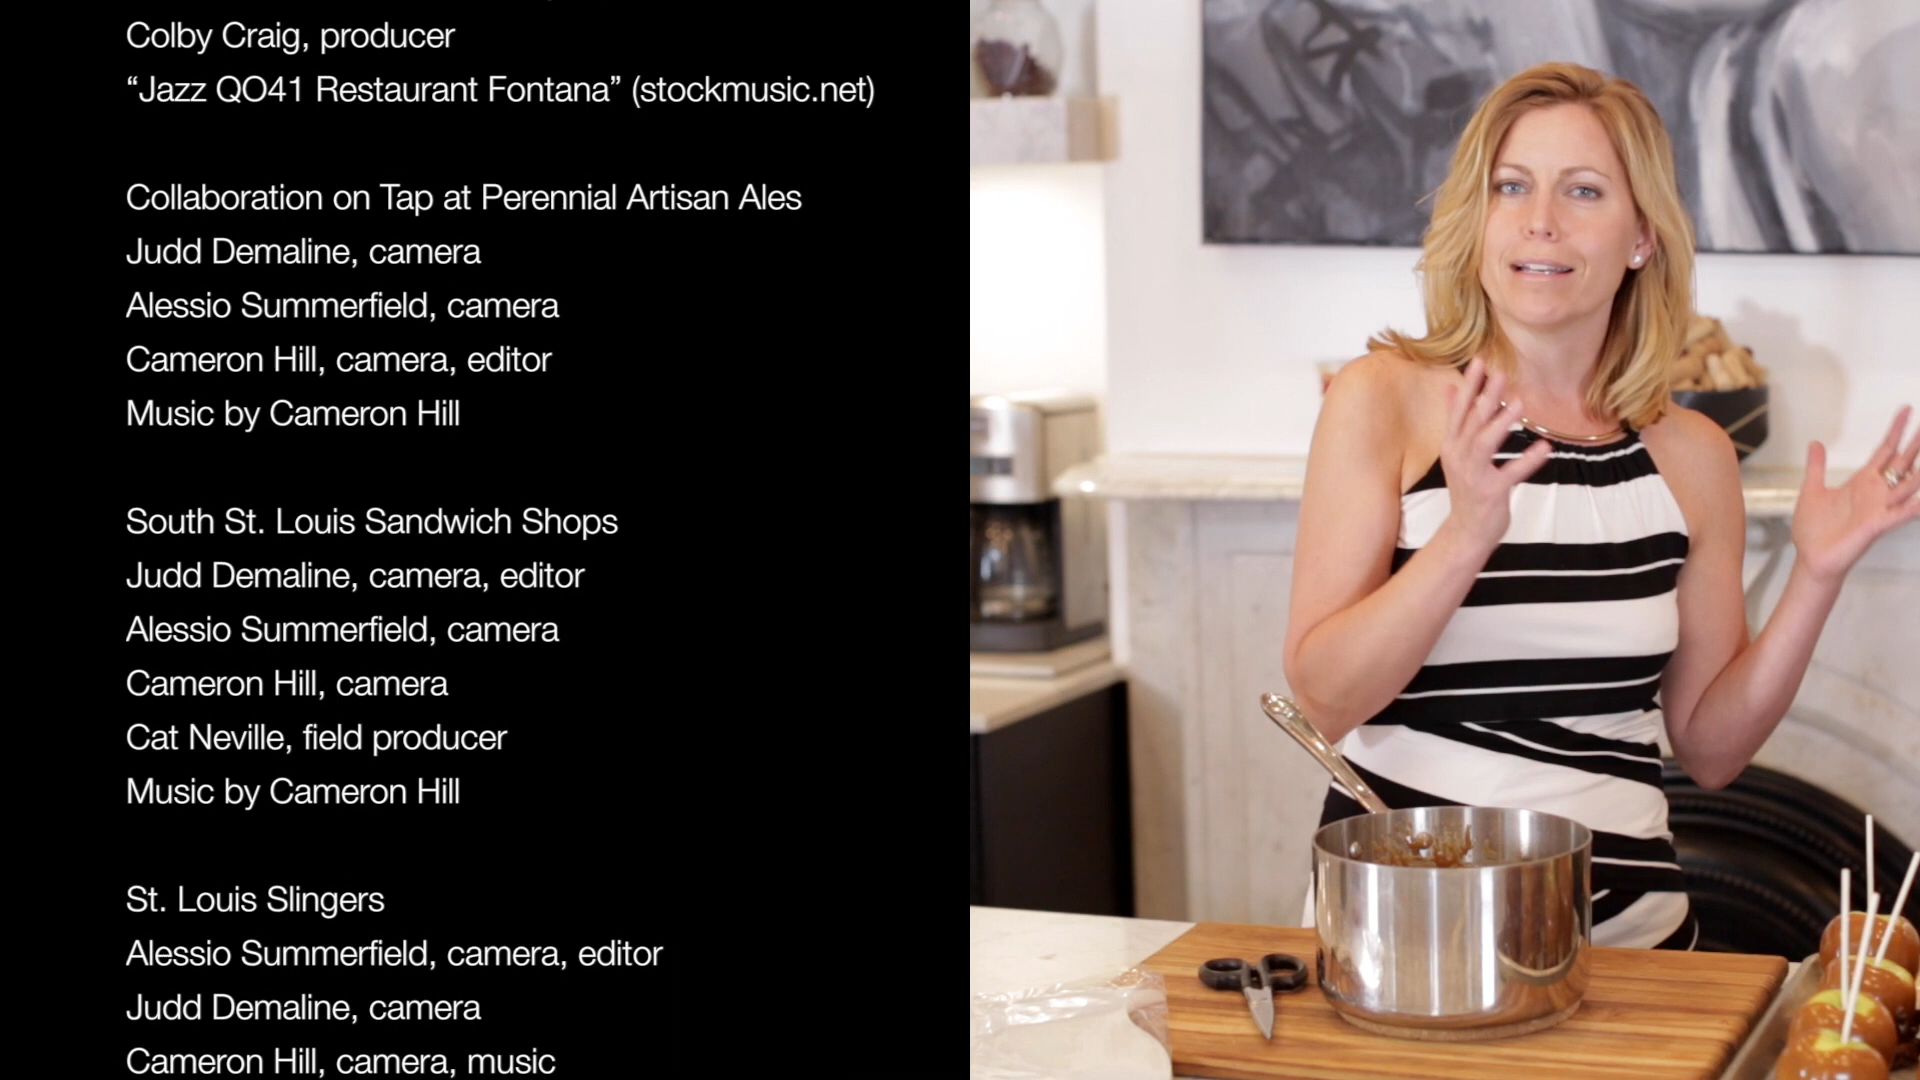 Colby Craig, producer
“Jazz QO41 Restaurant Fontana” (stockmusic.net)
Collaboration on Tap at Perennial Artisan Ales
Judd Demaline, camera
Alessio Summerfield, camera
Cameron Hill, camera, editor
Music by Cameron Hill
South St. Louis Sandwich Shops
Judd Demaline, camera, editor
Alessio Summerfield, camera
Cameron Hill, camera
Cat Neville, field producer
Music by Cameron Hill
St. Louis Slingers
Alessio Summerfield, camera, editor
Judd Demaline, camera
Cameron Hill, camera, music